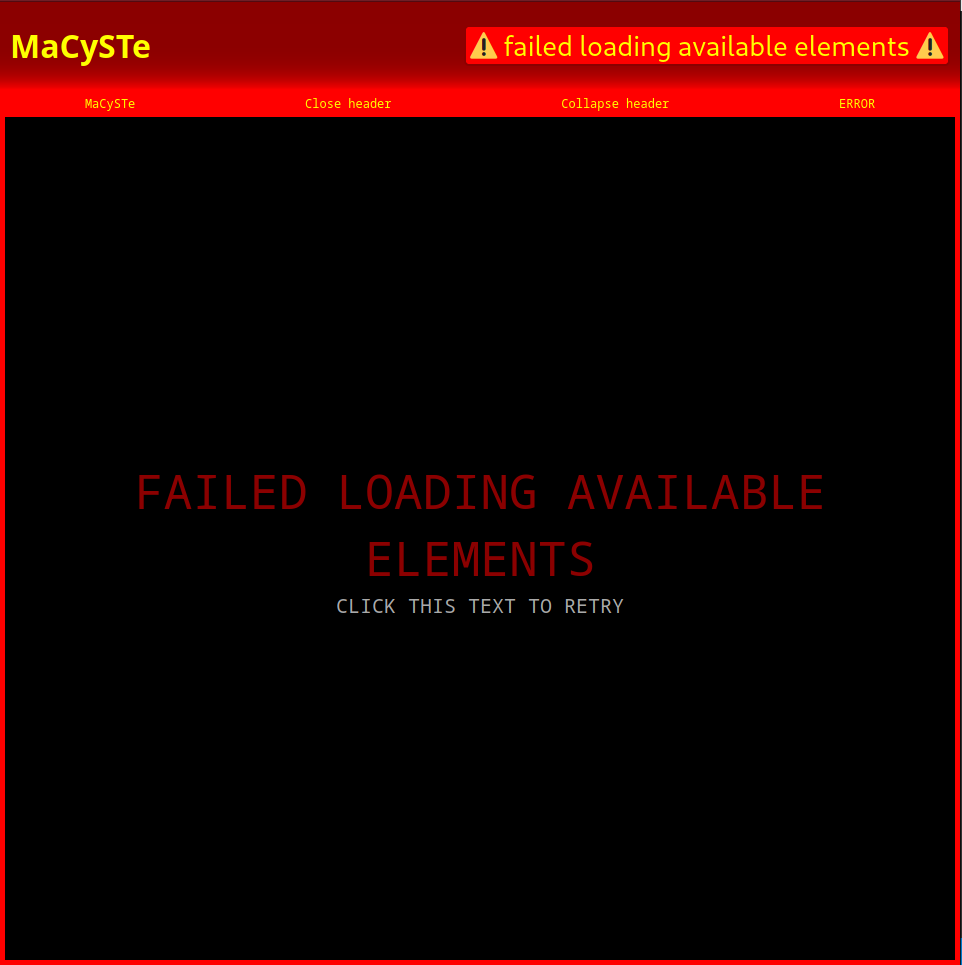 MaCySTe
⚠️ failed loading available elements ⚠️
MaCySTe Close header Collapse header ERROR
FAILED LOADING AVAILABLE
ELEMENTS
CLICK THIS TEXT TO RETRY